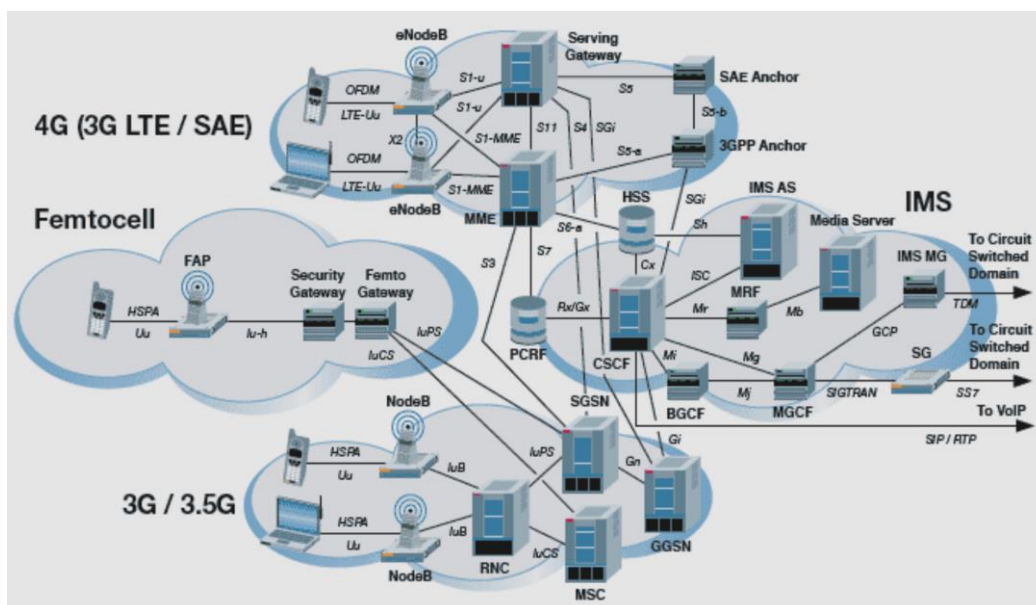 eNodeB
Serving
Gateway
SAE Anchor
OFDM
LTE-Uu
S1-u
S1-u
S5
S5-b
4G (3G LTE / SAE)
X2
S1-MME
S11
S4
SGi
3GPP Anchor
OFDM
LTE-Uu
S1-MME
S5-a
eNodeB
MME
HSS
SGi
IMS AS
IMS
Femtocell
S6-a
Sh
Media Server
To Circuit
Switched
Domain
FAP
Security
Gateway
Femto
Gateway
S3
S7
Cx
ISC
MRF
IMS MG
TDM
HSPA
Uu
Iu-h
IuPS
IuCS
Rx/Gx
Mr
Mb
GCP
To Circuit
Switched
Domain
PCRF
CSCF
Mi
Mg
SG
BGCF
Mj
MGCF
SIGTRAN
SS7
NodeB
SGSN
To VoIP
SIP / RTP
HSPA
Uu
IuB
IuPS
Gi
Gn
3G / 3.5G
HSPA
Uu
IuB
IuCS
GGSN
NodeB
RNC
MSC